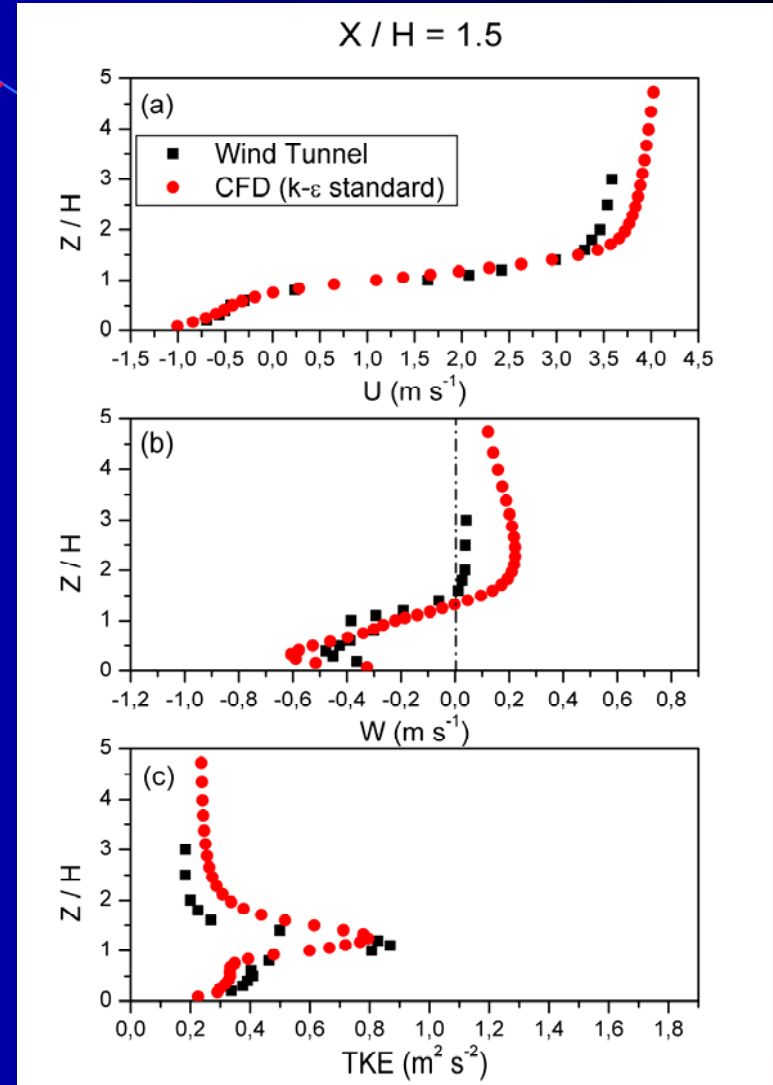 X / H = 1.5
(a)
Wind Tunnel
CFD (k-ε standard)
Z / H
5
4
3
2
1
0
-1,5 -1,0 -0,5 0,0 0,5 1,0 1,5 2,0 2,5 3,0 3,5 4,0 4,5
U (m s⁻¹)
(b)
Z / H
5
4
3
2
1
0
-1,2 -1,0 -0,8 -0,6 -0,4 -0,2 0,0 0,2 0,4 0,6 0,8
W (m s⁻¹)
(c)
Z / H
5
4
3
2
1
0
0,0 0,2 0,4 0,6 0,8 1,0 1,2 1,4 1,6 1,8
TKE (m² s⁻²)